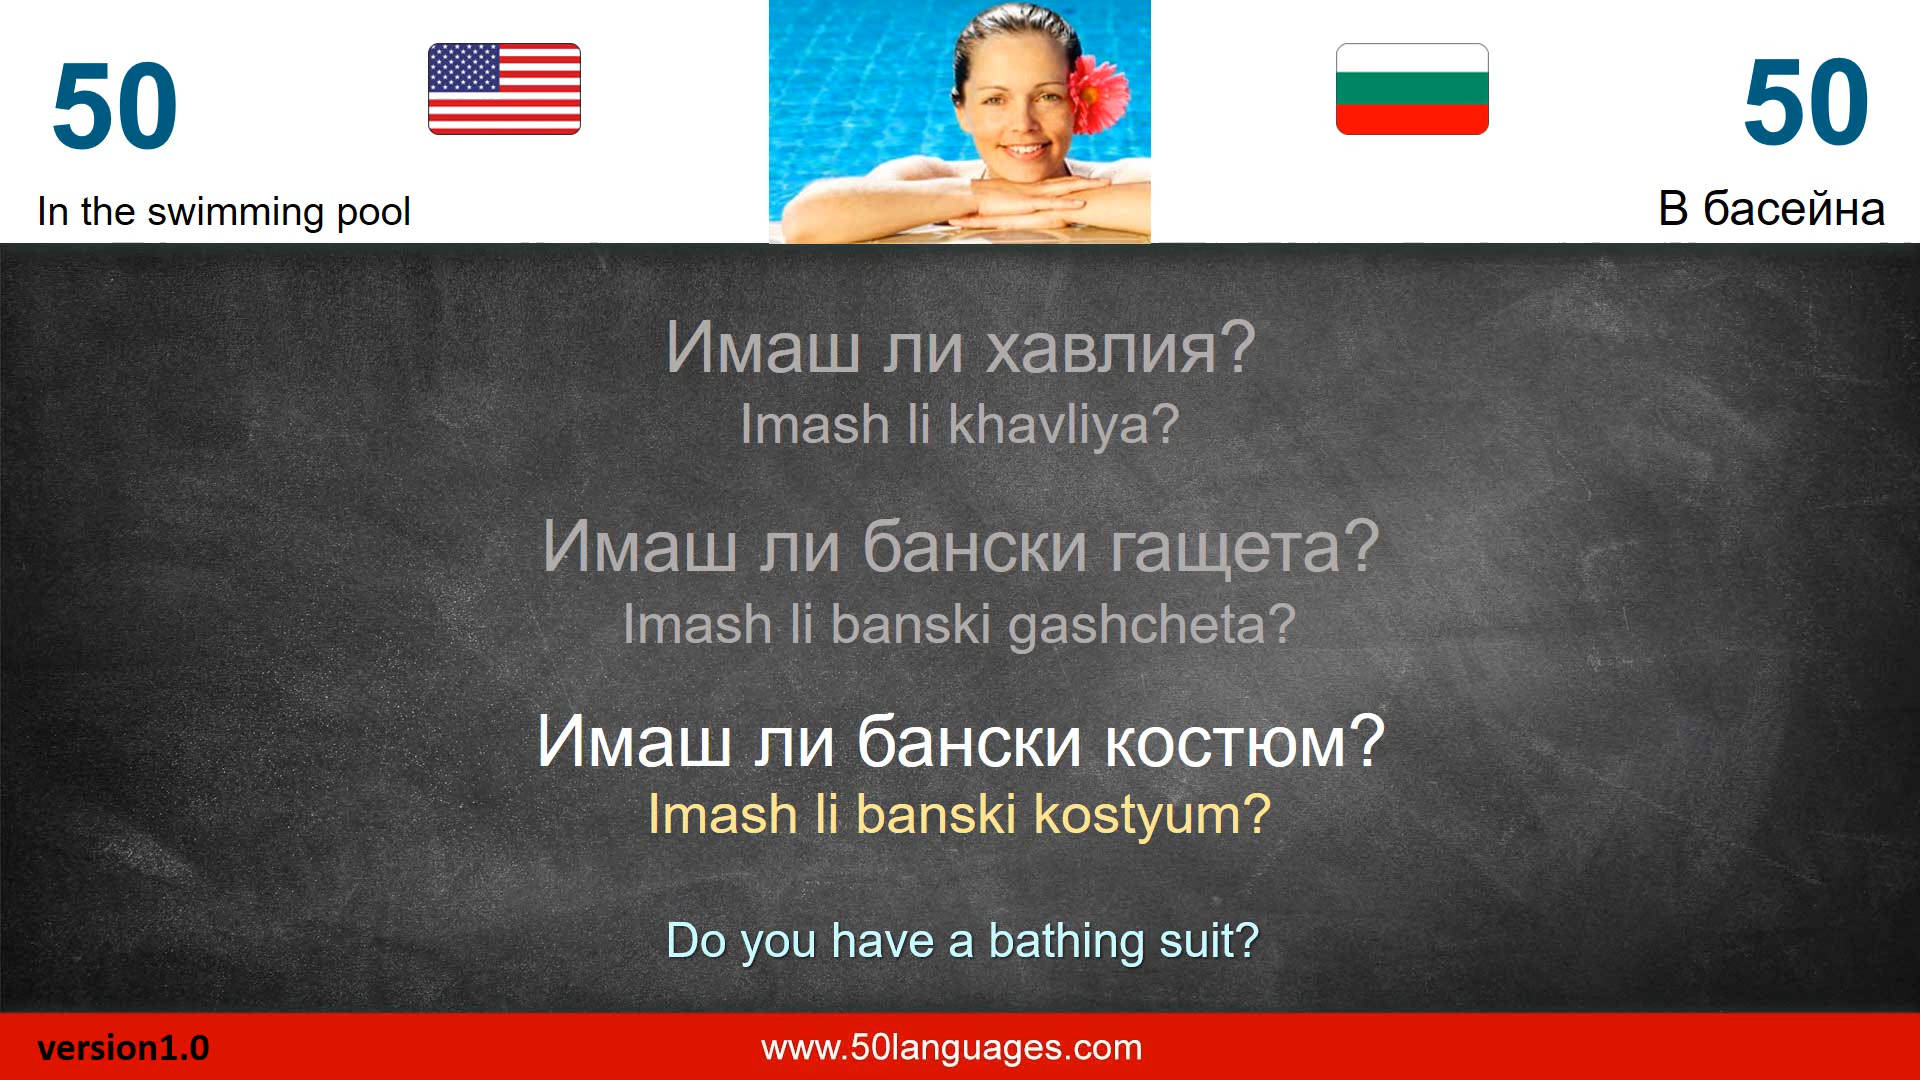 50
50
In the swimming pool
В басейна
Имаш ли хавлия?
Imash li khavliya?
Имаш ли бански гащета?
Imash li banski gashcheta?
Имаш ли бански костюм?
Imash li banski kostyum?
Do you have a bathing suit?
version1.0
www.50languages.com